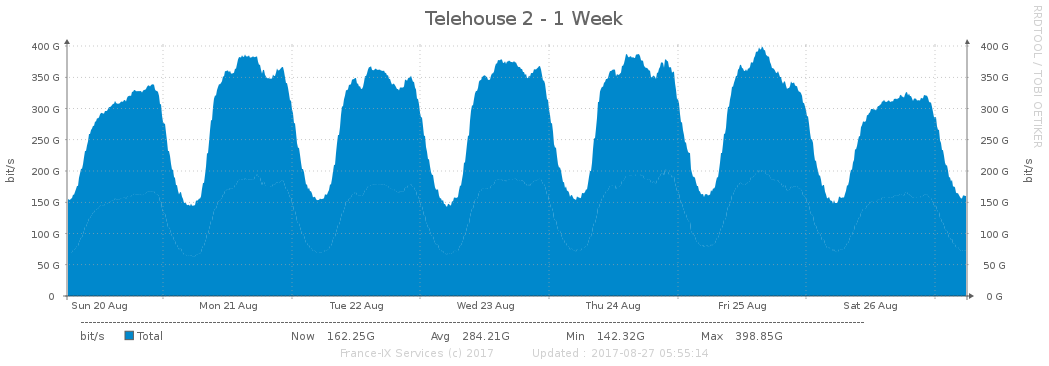 Telehouse 2 - 1 Week
RRDTOOL / TOBI OETIKER
400 G 400 G
350 G 350 G
300 G 300 G
250 G 250 G
200 G 200 G
150 G 150 G
100 G 100 G
50 G 50 G
0 0 G
bit/s bit/s
Sun 20 Aug Mon 21 Aug Tue 22 Aug Wed 23 Aug Thu 24 Aug Fri 25 Aug Sat 26 Aug
bit/s Total Now 162.25G Avg 284.21G Min 142.32G Max 398.85G
France-IX Services (c) 2017 Updated : 2017-08-27 05:55:14